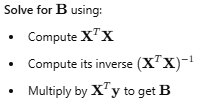 Solve for B using:
• Compute XᵀX
• Compute its inverse (XᵀX)⁻¹
• Multiply by Xᵀy to get B